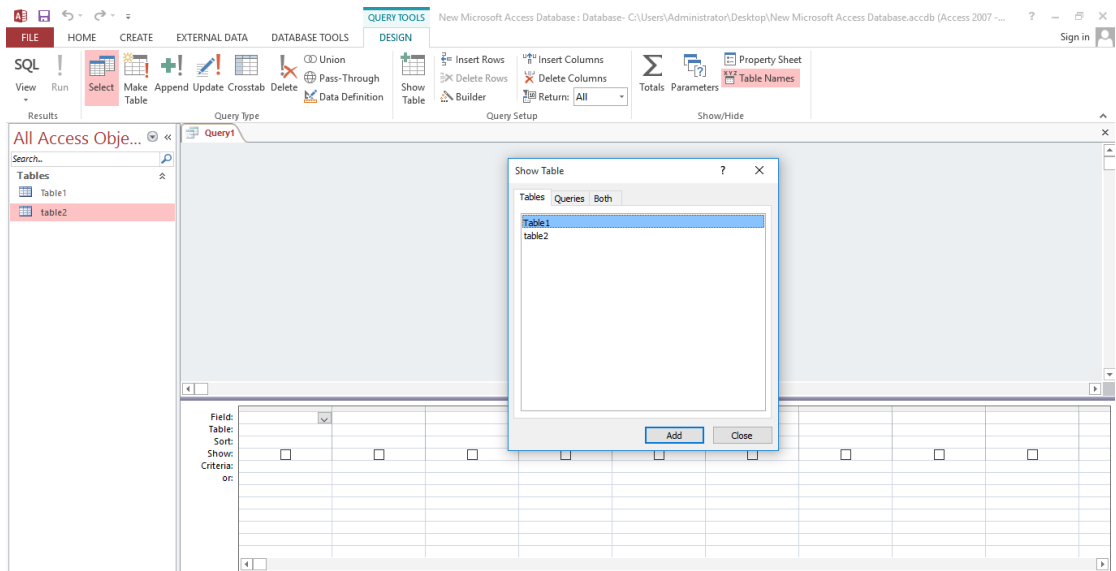 QUERY TOOLS New Microsoft Access Database : Database- C:\Users\Administrator\Desktop\New Microsoft Access Database.accdb (Access 2007 -... ?
FILE HOME CREATE EXTERNAL DATA DATABASE TOOLS DESIGN Sign in
SQL
View
Run
Select
Make
Table
Append
Update
Crosstab
Delete
Union
Pass-Through
Data Definition
Show
Table
Insert Rows
Delete Rows
Builder
Insert Columns
Delete Columns
Return: All
Totals
Parameters
Property Sheet
XYZ
Table Names
Results Query Type Query Setup Show/Hide
All Access Obje... «
Search...
Tables
Table1
table2
Query1
Show Table ?
Tables Queries Both
Table1
table2
Add Close
Field:
Table:
Sort:
Show:
Criteria:
or: